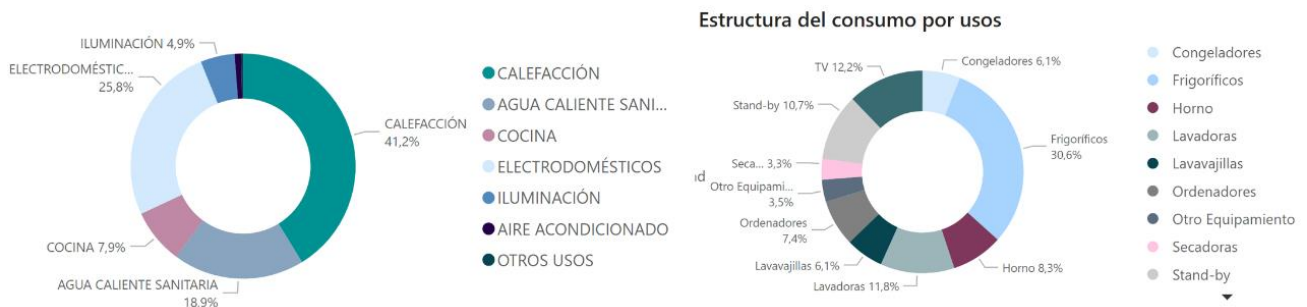 ILUMINACIÓN 4,9%
ELECTRODOMÉSTIC...
25,8%
CALEFACCIÓN
41,2%
COCINA 7,9%
AGUA CALIENTE SANITARIA
18,9%
CALEFACCIÓN
AGUA CALIENTE SANI...
COCINA
ELECTRODOMÉSTICOS
ILUMINACIÓN
AIRE ACONDICIONADO
OTROS USOS
Estructura del consumo por usos
TV 12,2%
Congeladores 6,1%
Stand-by 10,7%
Frigoríficos
30,6%
Seca... 3,3%
Otro Equipami...
3,5%
Ordenadores
7,4%
Lavavajillas 6,1%
Lavadoras 11,8%
Horno 8,3%
Congeladores
Frigoríficos
Horno
Lavadoras
Lavavajillas
Ordenadores
Otro Equipamiento
Secadoras
Stand-by